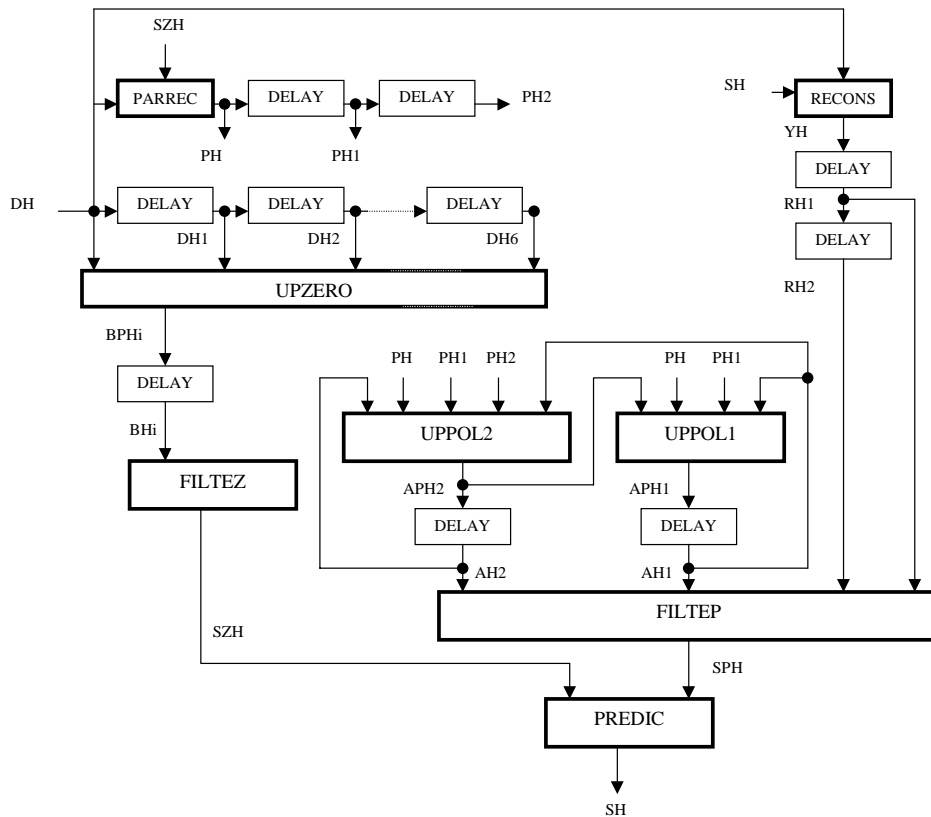 SZH
PARREC
DELAY
DELAY
PH2
SH
RECONS
PH
PH1
YH
DELAY
DH
DELAY
DELAY
DELAY
RH1
DH1
DH2
DH6
DELAY
UPZERO
RH2
BPHi
PH
PH1
PH2
PH
PH1
DELAY
UPPOL2
UPPOL1
BHi
FILTEZ
APH2
APH1
DELAY
DELAY
AH2
AH1
FILTEP
SZH
SPH
PREDIC
SH